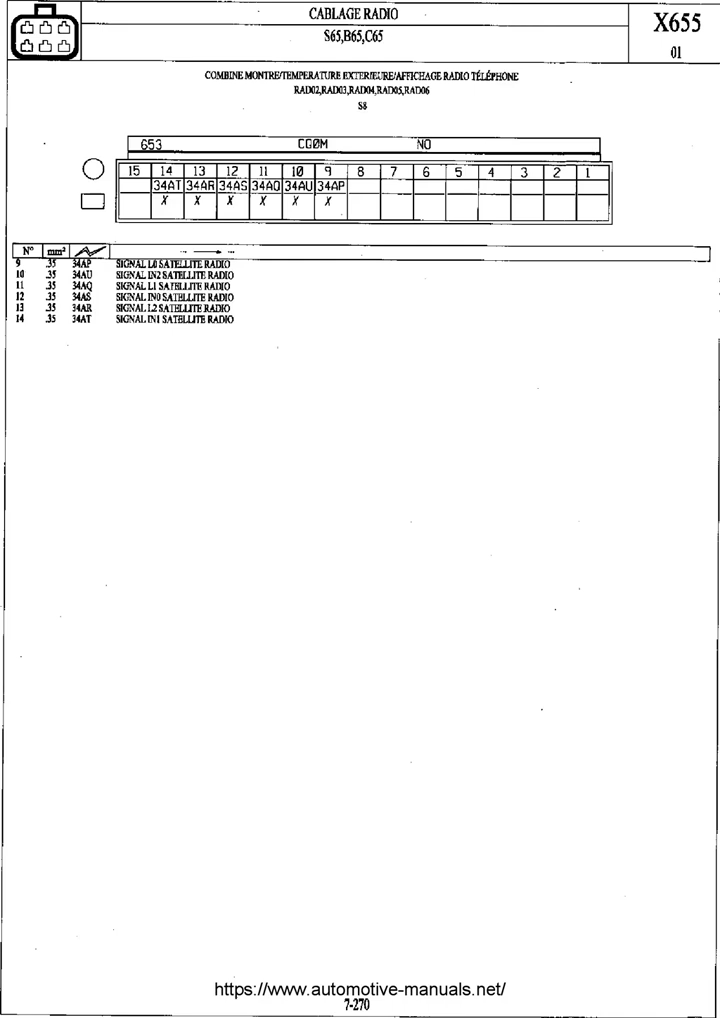 CABLAGE RADIO
X655
S65,B65,C65
01
COMBINE MONTRE/TEMPERATURE EXTERIEURE/AFFICHAGE RADIO TÉLÉPHONE
RAD02,RAD03,RAD04,RAD05,RAD06
S8
653 CGØM NO
15 14 13 12 11 10 9 8 7 6 5 4 3 2 1
34AT 34AR 34AS 34AQ 34AU 34AP
X X X X X X
N° mm² ... ...
9 .35 34AP SIGNAL L0 SATELLITE RADIO
10 .35 34AU SIGNAL IN2 SATELLITE RADIO
11 .35 34AQ SIGNAL L1 SATELLITE RADIO
12 .35 34AS SIGNAL IN0 SATELLITE RADIO
13 .35 34AR SIGNAL L2 SATELLITE RADIO
14 .35 34AT SIGNAL IN1 SATELLITE RADIO
https://www.automotive-manuals.net/
7-270